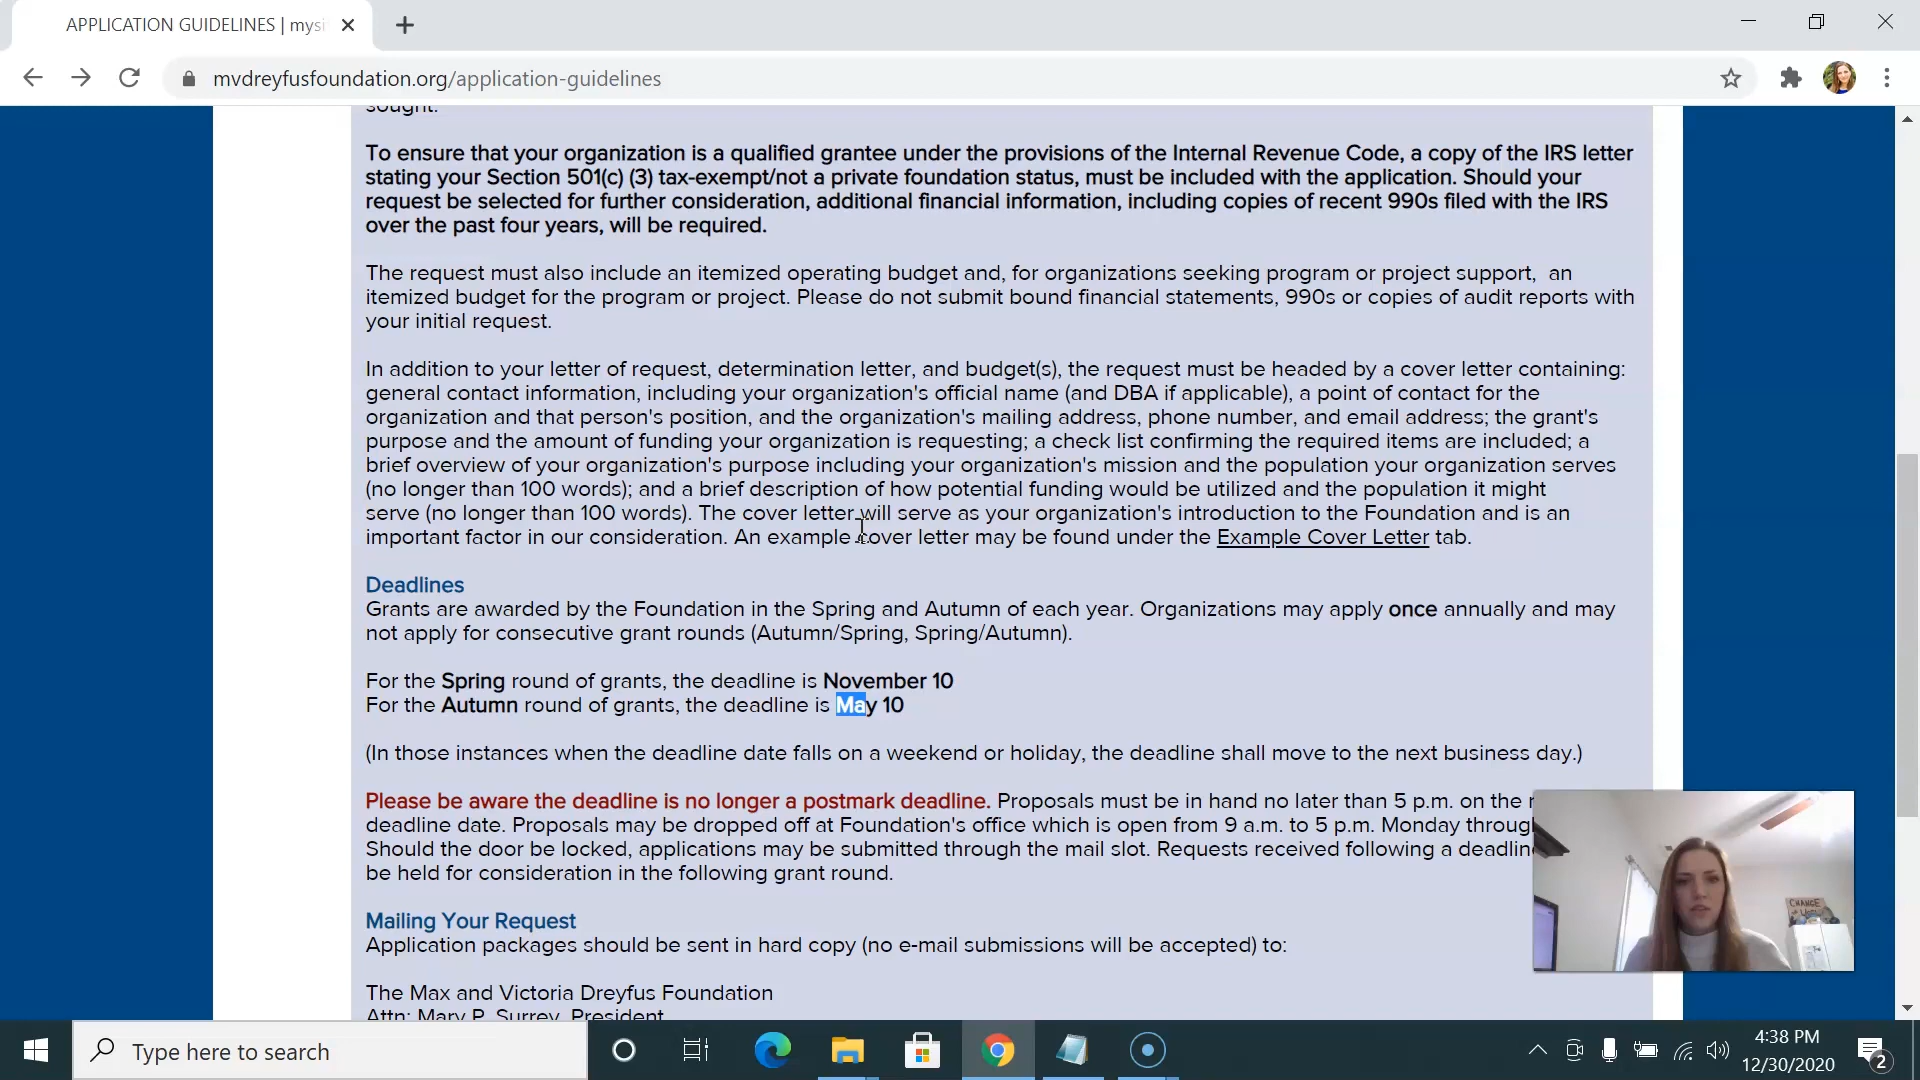 APPLICATION GUIDELINES | mysi
mvdreyfusfoundation.org/application-guidelines
sought.
To ensure that your organization is a qualified grantee under the provisions of the Internal Revenue Code, a copy of the IRS letter
stating your Section 501(c) (3) tax-exempt/not a private foundation status, must be included with the application. Should your
request be selected for further consideration, additional financial information, including copies of recent 990s filed with the IRS
over the past four years, will be required.
The request must also include an itemized operating budget and, for organizations seeking program or project support, an
itemized budget for the program or project. Please do not submit bound financial statements, 990s or copies of audit reports with
your initial request.
In addition to your letter of request, determination letter, and budget(s), the request must be headed by a cover letter containing:
general contact information, including your organization's official name (and DBA if applicable), a point of contact for the
organization and that person's position, and the organization's mailing address, phone number, and email address; the grant's
purpose and the amount of funding your organization is requesting; a check list confirming the required items are included; a
brief overview of your organization's purpose including your organization's mission and the population your organization serves
(no longer than 100 words); and a brief description of how potential funding would be utilized and the population it might
serve (no longer than 100 words). The cover letter will serve as your organization's introduction to the Foundation and is an
important factor in our consideration. An example cover letter may be found under the Example Cover Letter tab.
Deadlines
Grants are awarded by the Foundation in the Spring and Autumn of each year. Organizations may apply once annually and may
not apply for consecutive grant rounds (Autumn/Spring, Spring/Autumn).
For the Spring round of grants, the deadline is November 10
For the Autumn round of grants, the deadline is May 10
(In those instances when the deadline date falls on a weekend or holiday, the deadline shall move to the next business day.)
Please be aware the deadline is no longer a postmark deadline. Proposals must be in hand no later than 5 p.m. on the
deadline date. Proposals may be dropped off at Foundation's office which is open from 9 a.m. to 5 p.m. Monday throug
Should the door be locked, applications may be submitted through the mail slot. Requests received following a deadlin
be held for consideration in the following grant round.
CHANGE
Mailing Your Request
Application packages should be sent in hard copy (no e-mail submissions will be accepted) to:
The Max and Victoria Dreyfus Foundation
Attn: Mary P. Surrey, President
Type here to search
4:38 PM
12/30/2020
2